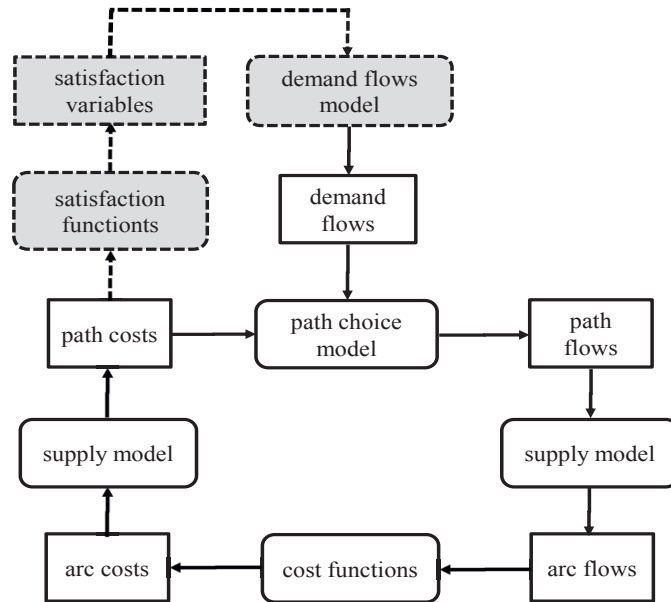 satisfaction
variables
demand flows
model
satisfaction
functionts
demand
flows
path costs
path choice
model
path
flows
supply model
supply model
arc costs
cost functions
arc flows